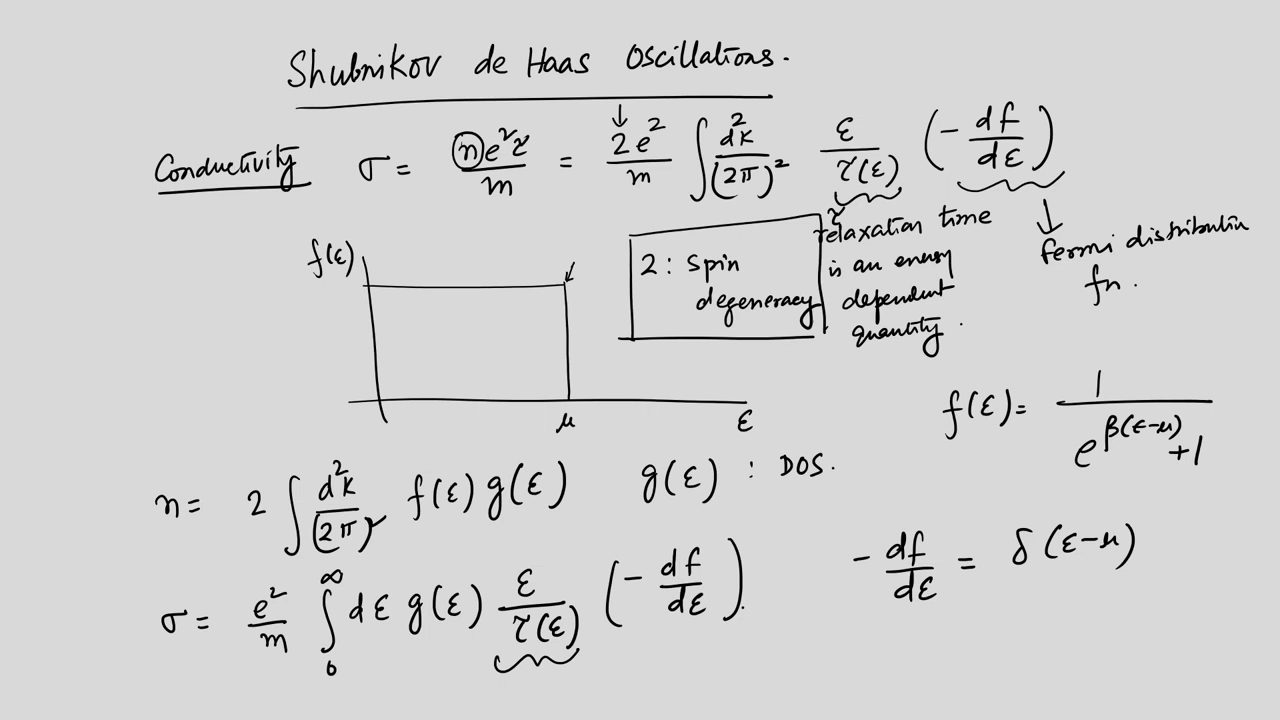 Shubnikov de Haas Oscillations.
Conductivity σ = ne²τ/m = 2e²/m ∫ d²k/(2π)² ε/τ(ε) (- df/dε)
f(ε)
μ
ε
2 : spin
degeneracy
τ
relaxation time
is an energy
dependent
quantity.
fermi distribution
fn.
f(ε) = 1/(e^β(ε-μ) +1)
n = 2 ∫ d²k/(2π)² f(ε) g(ε) g(ε) : DOS.
σ = e²/m ∫₀^∞ dε g(ε) ε/τ(ε) (- df/dε).
- df/dε = δ(ε-μ)